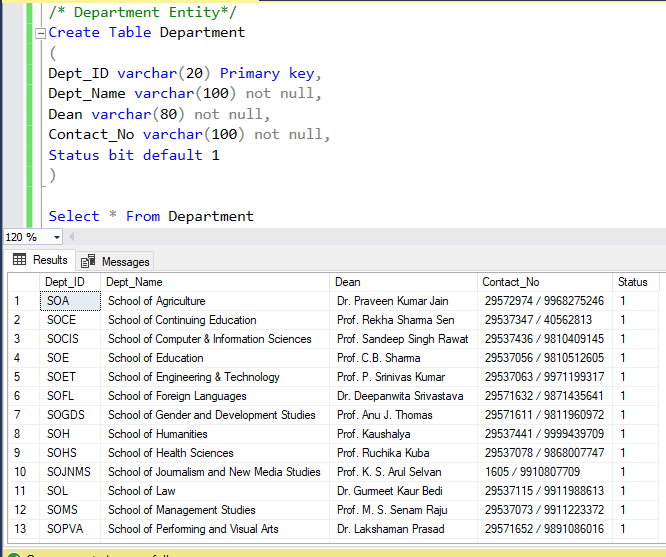 /* Department Entity*/
Create Table Department
(
Dept_ID varchar(20) Primary key,
Dept_Name varchar(100) not null,
Dean varchar(80) not null,
Contact_No varchar(100) not null,
Status bit default 1
)
Select * From Department
120 %
Results Messages
Dept_ID Dept_Name Dean Contact_No Status
1 SOA School of Agriculture Dr. Praveen Kumar Jain 29572974 / 9968275246 1
2 SOCE School of Continuing Education Prof. Rekha Sharma Sen 29537347 / 40562813 1
3 SOCIS School of Computer & Information Sciences Prof. Sandeep Singh Rawat 29537436 / 9810409145 1
4 SOE School of Education Prof. C.B. Sharma 29537056 / 9810512605 1
5 SOET School of Engineering & Technology Prof. P. Srinivas Kumar 29537063 / 9971199317 1
6 SOFL School of Foreign Languages Dr. Deepanwita Srivastava 29571632 / 9871435641 1
7 SOGDS School of Gender and Development Studies Prof. Anu J. Thomas 29571611 / 9811960972 1
8 SOH School of Humanities Prof. Kaushalya 29537441 / 9999439709 1
9 SOHS School of Health Sciences Prof. Ruchika Kuba 29537078 / 9868007747 1
10 SOJNMS School of Journalism and New Media Studies Prof. K. S. Arul Selvan 1605 / 9910807709 1
11 SOL School of Law Dr. Gurmeet Kaur Bedi 29537115 / 9911988613 1
12 SOMS School of Management Studies Prof. M. S. Senam Raju 29537073 / 9911223372 1
13 SOPVA School of Performing and Visual Arts Dr. Lakshaman Prasad 29571652 / 9891086016 1